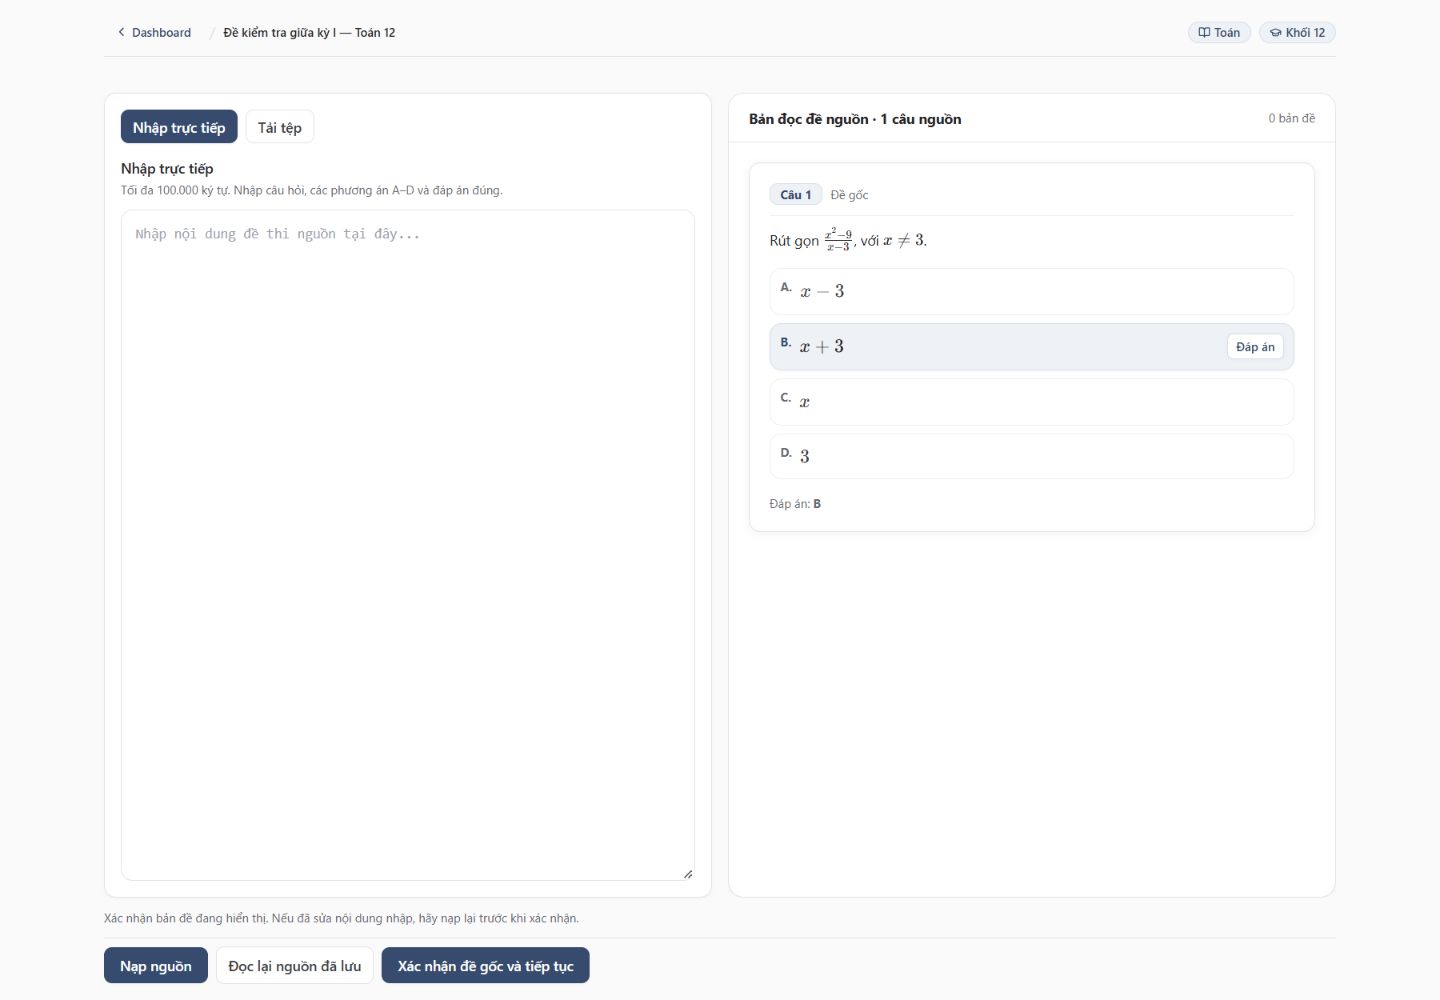 Dashboard / Đề kiểm tra giữa kỳ I — Toán 12
Toán
Khối 12
Nhập trực tiếp
Tải tệp
Nhập trực tiếp
Tối đa 100.000 ký tự. Nhập câu hỏi, các phương án A–D và đáp án đúng.
Nhập nội dung đề thi nguồn tại đây...
Bản đọc đề nguồn · 1 câu nguồn
0 bản đề
Câu 1 Đề gốc
Rút gọn \frac{x^2-9}{x-3}, với x ≠ 3.
A. x − 3
B. x + 3 Đáp án
C. x
D. 3
Đáp án: B
Xác nhận bản đề đang hiển thị. Nếu đã sửa nội dung nhập, hãy nạp lại trước khi xác nhận.
Nạp nguồn
Đọc lại nguồn đã lưu
Xác nhận đề gốc và tiếp tục